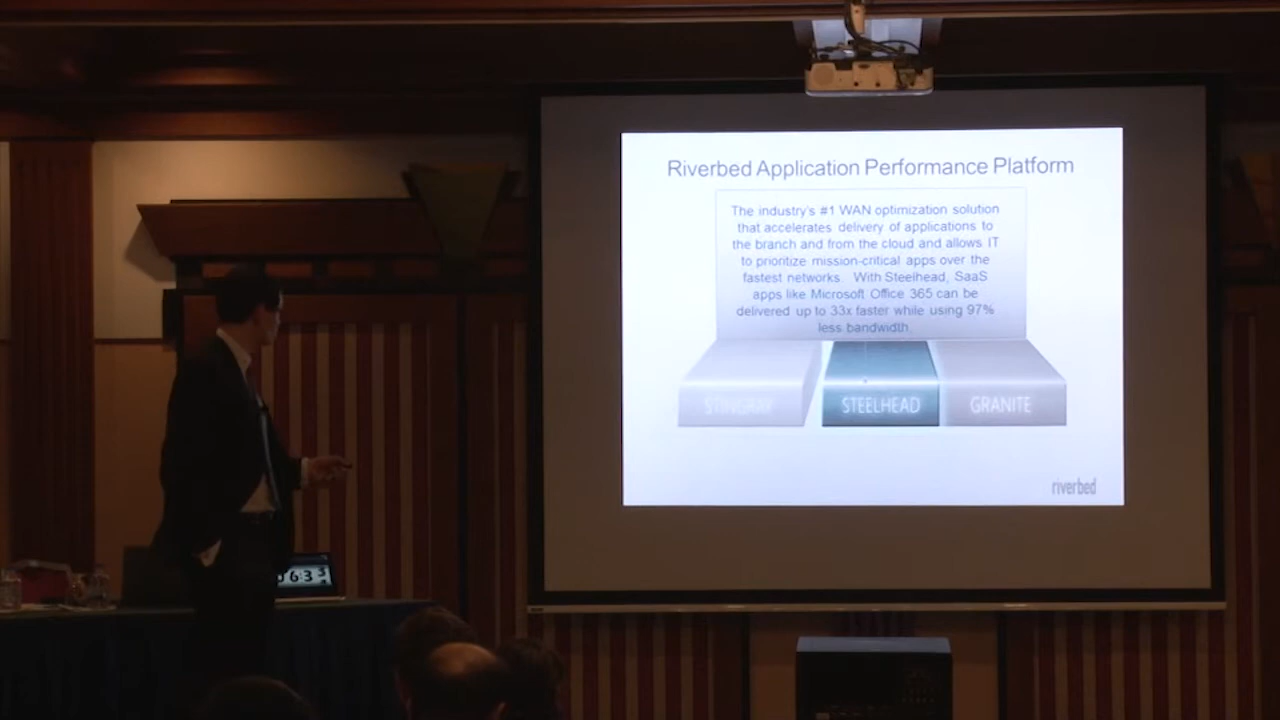 Riverbed Application Performance Platform
The industry's #1 WAN optimization solution
that accelerates delivery of applications to
the branch and from the cloud and allows IT
to prioritize mission-critical apps over the
fastest networks. With Steelhead, SaaS
apps like Microsoft Office 365 can be
delivered up to 33x faster while using 97%
less bandwidth.
STINGRAY STEELHEAD GRANITE
riverbed